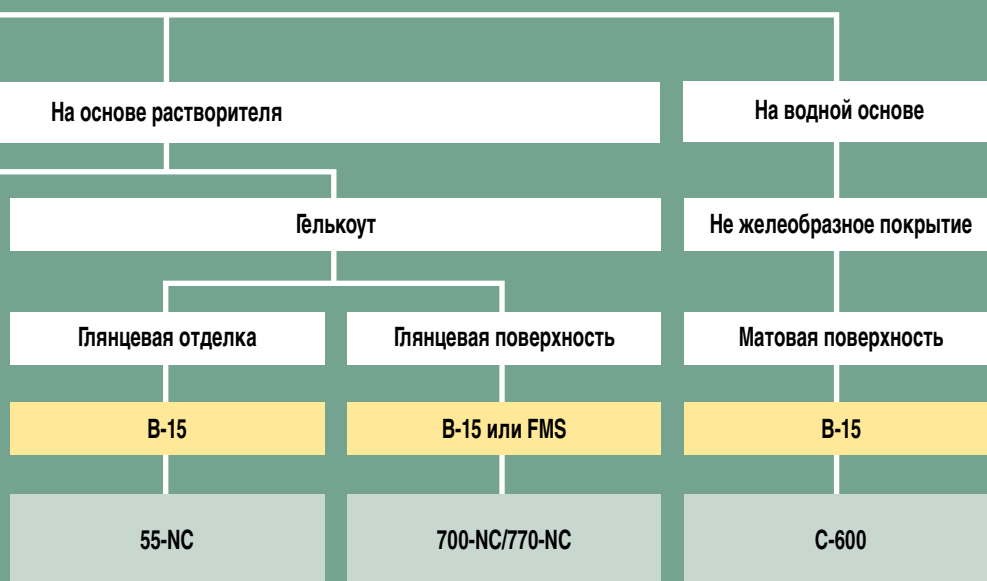 На основе растворителя
На водной основе
Гелькоут
Не желеобразное покрытие
Глянцевая отделка
Глянцевая поверхность
Матовая поверхность
B-15
B-15 или FMS
B-15
55-NC
700-NC/770-NC
C-600